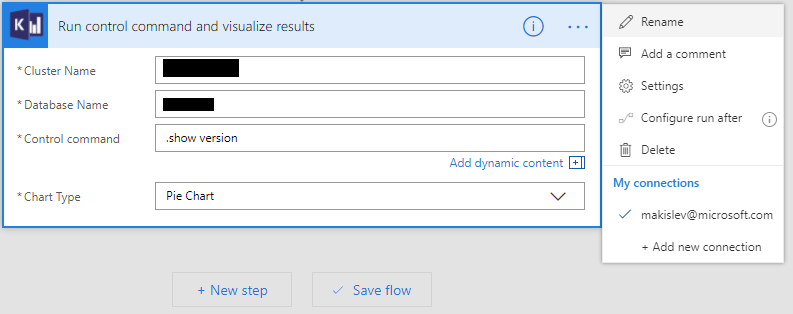 Run control command and visualize results
* Cluster Name
* Database Name
* Control command .show version
Add dynamic content
* Chart Type Pie Chart
+ New step
Save flow
Rename
Add a comment
Settings
Configure run after
Delete
My connections
makislev@microsoft.com
+ Add new connection